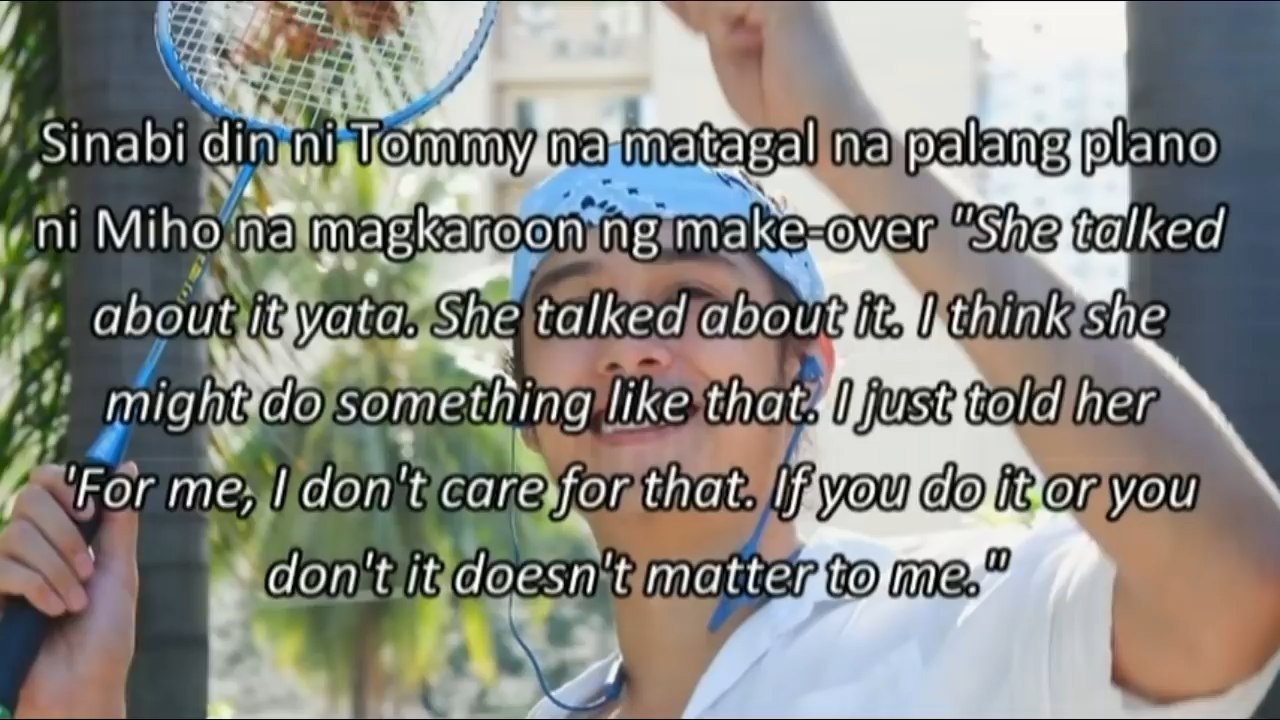 Sinabi din ni Tommy na matagal na palang plano
ni Miho na magkaroon ng make-over "She talked
about it yata. She talked about it. I think she
might do something like that. I just told her
'For me, I don't care for that. If you do it or you
don't it doesn't matter to me."